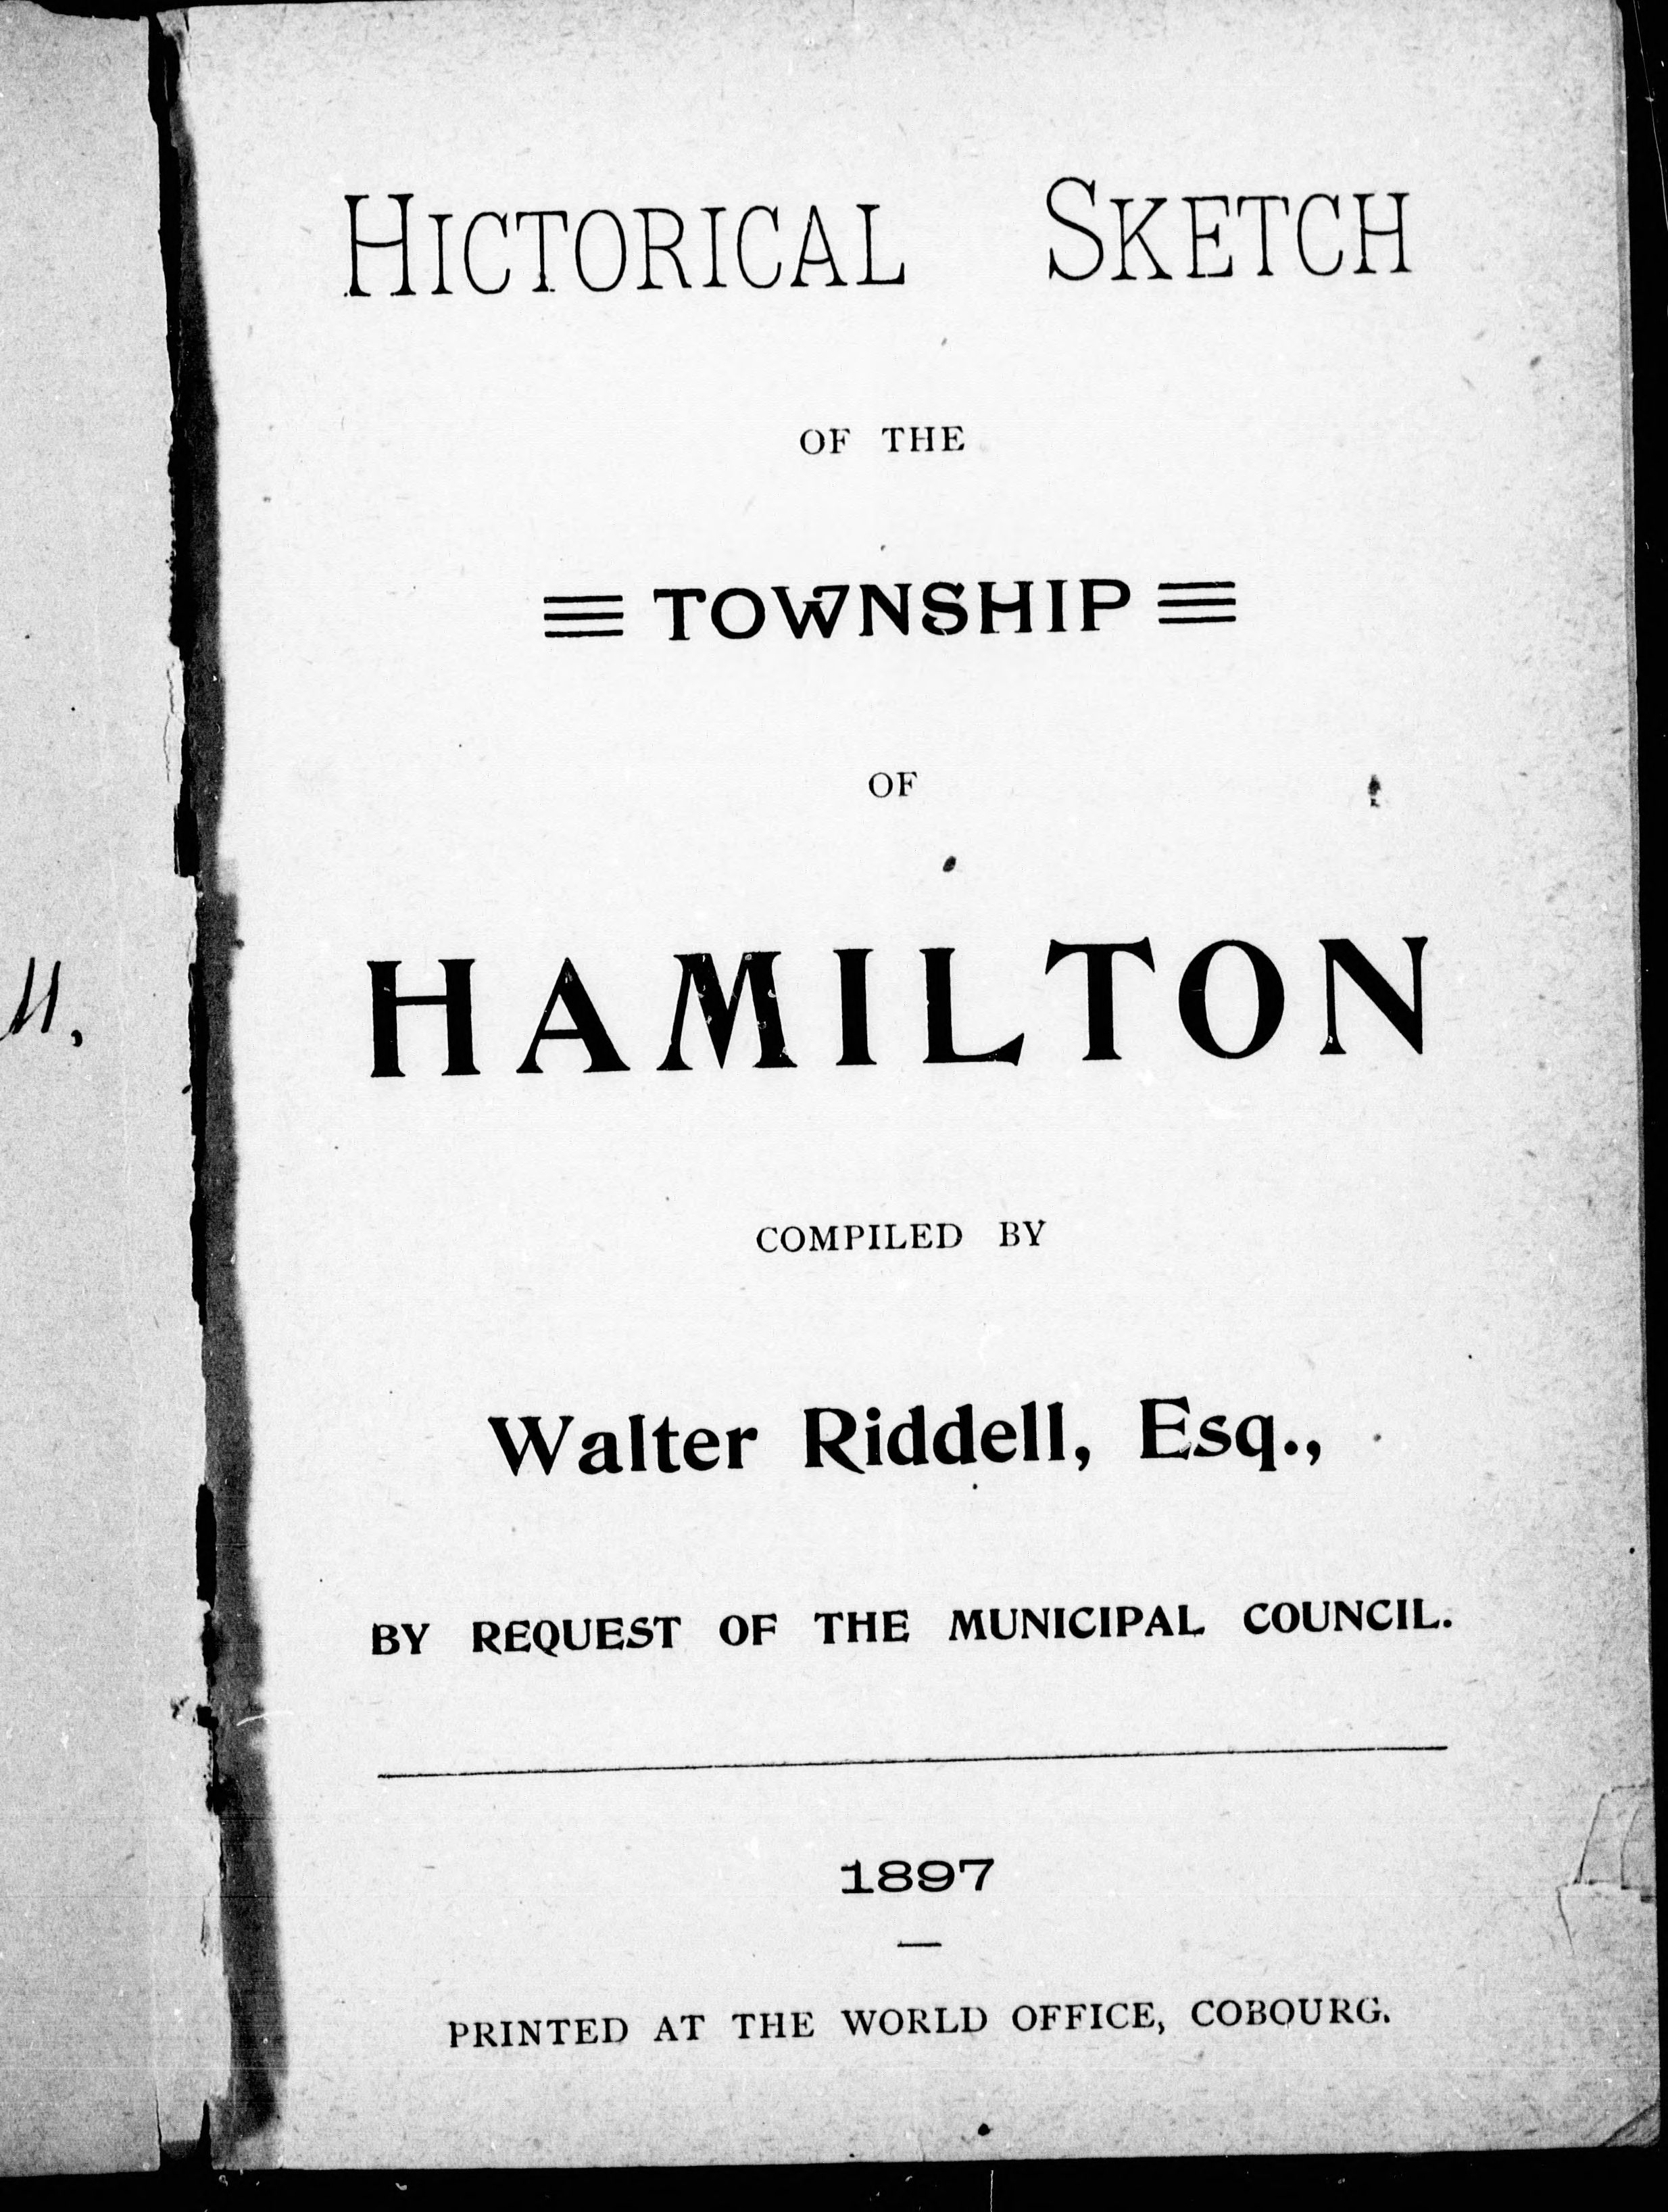 HICTORICAL SKETCH
OF THE
TOWNSHIP
OF
HAMILTON
COMPILED BY
Walter Riddell, Esq.,
BY REQUEST OF THE MUNICIPAL COUNCIL.
1897
PRINTED AT THE WORLD OFFICE, COBOURG.